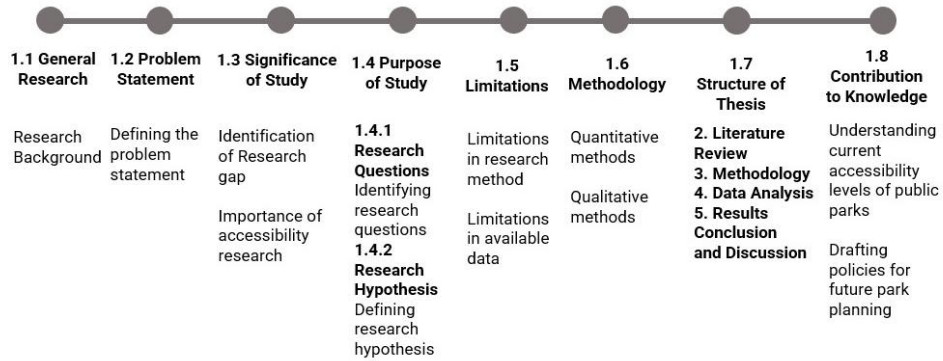 1.1 General
Research
Research
Background
1.2 Problem
Statement
Defining the
problem
statement
1.3 Significance
of Study
Identification
of Research
gap
Importance of
accessibility
research
1.4 Purpose
of Study
1.4.1
Research
Questions
Identifying
research
questions
1.4.2
Research
Hypothesis
Defining
research
hypothesis
1.5
Limitations
Limitations
in research
method
Limitations
in available
data
1.6
Methodology
Quantitative
methods
Qualitative
methods
1.7
Structure of
Thesis
2. Literature
Review
3. Methodology
4. Data Analysis
5. Results
Conclusion
and Discussion
1.8
Contribution
to Knowledge
Understanding
current
accessibility
levels of public
parks
Drafting
policies for
future park
planning